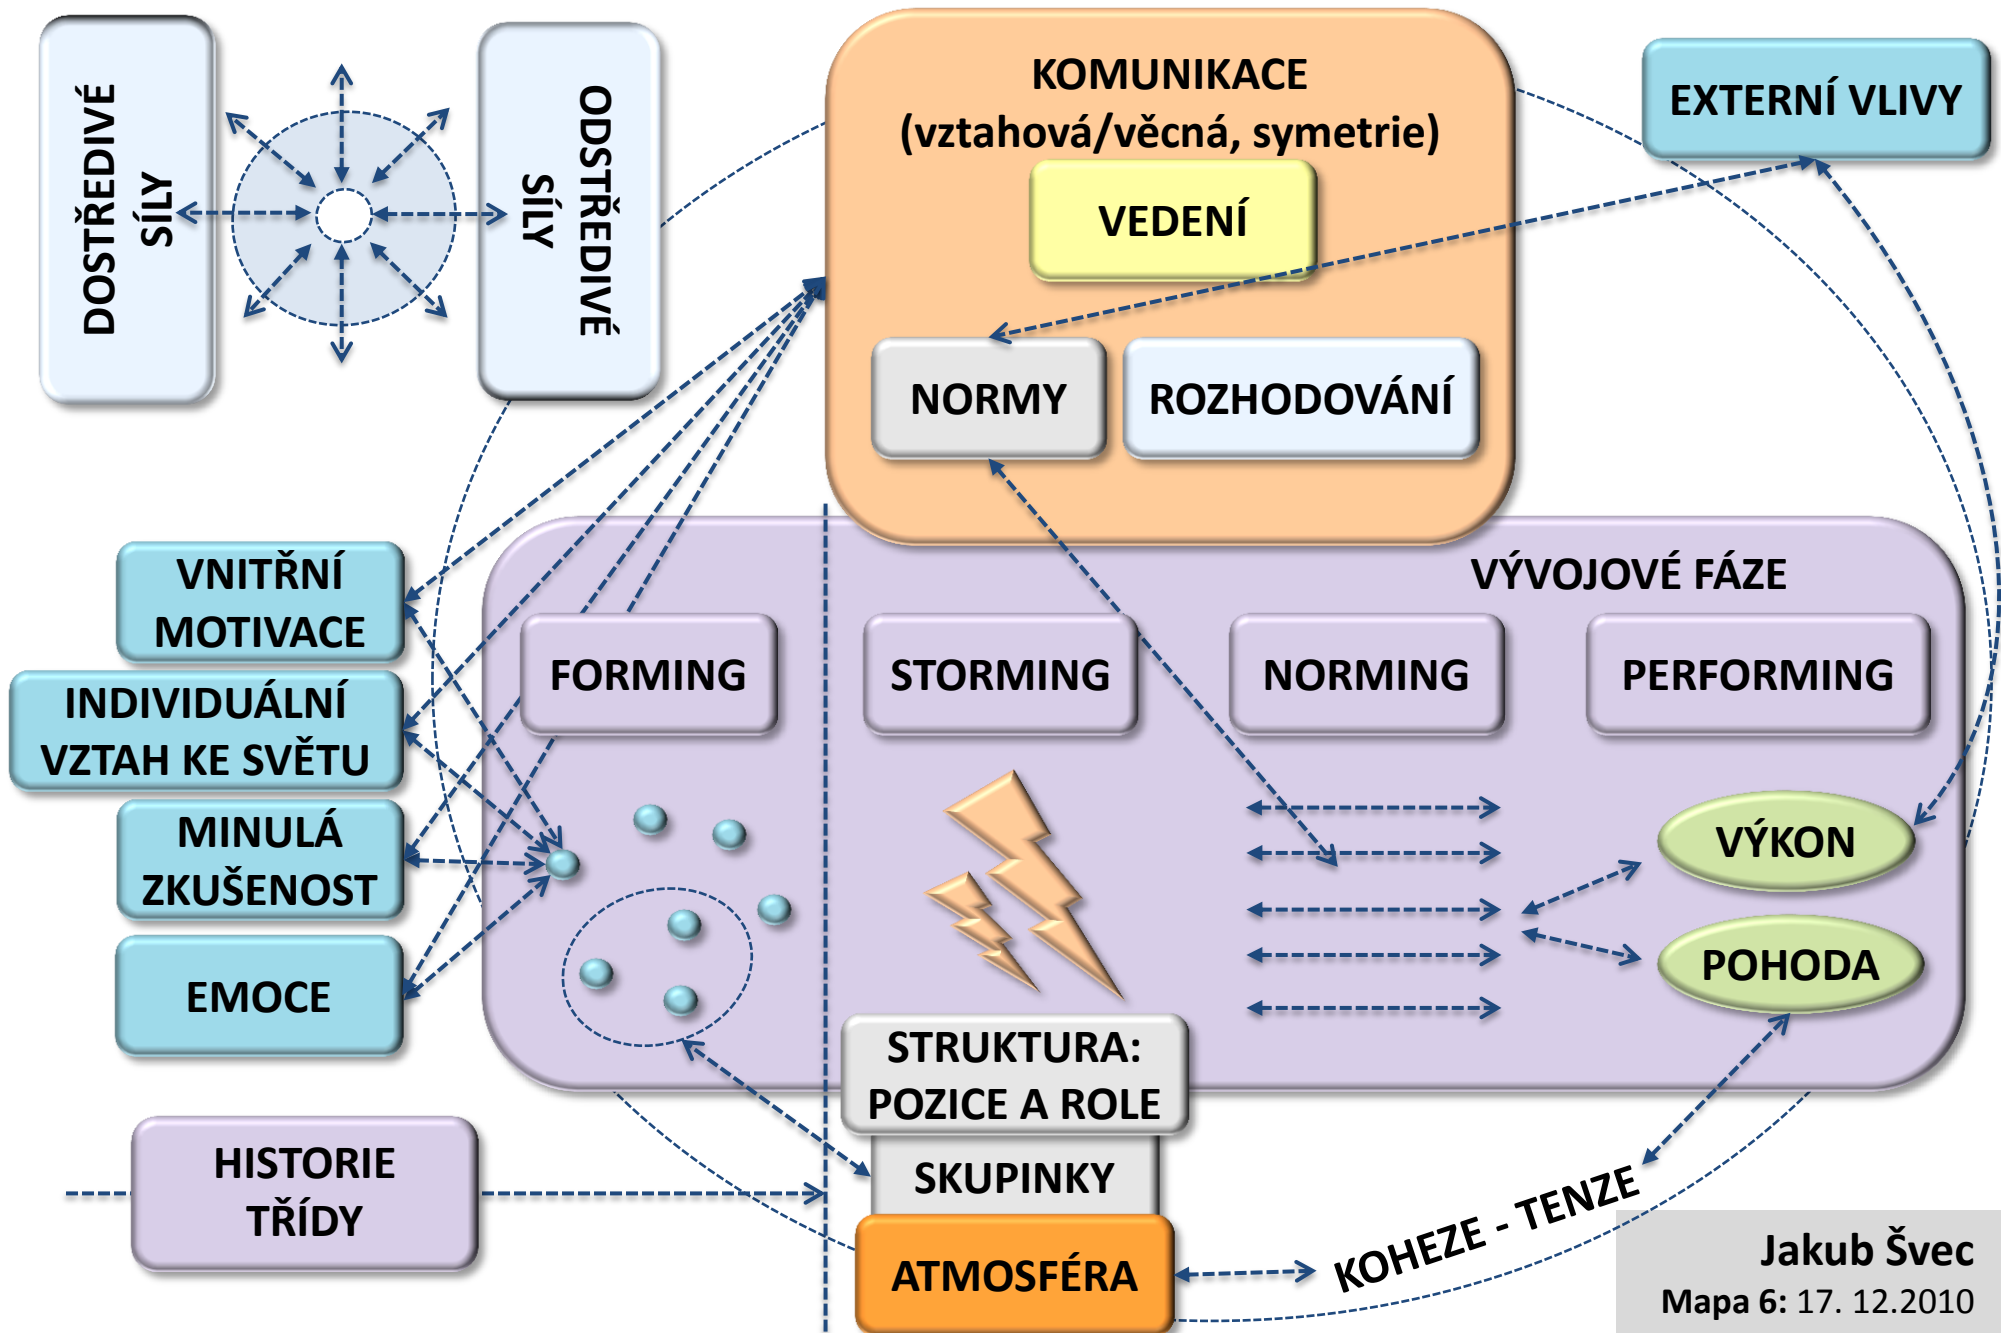 DOSTŘEDIVÉ
SÍLY
ODSTŘEDIVÉ
SÍLY
KOMUNIKACE
(vztahová/věcná, symetrie)
VEDENÍ
NORMY
ROZHODOVÁNÍ
EXTERNÍ VLIVY
VNITŘNÍ
MOTIVACE
INDIVIDUÁLNÍ
VZTAH KE SVĚTU
MINULÁ
ZKUŠENOST
EMOCE
VÝVOJOVÉ FÁZE
FORMING
STORMING
NORMING
PERFORMING
VÝKON
POHODA
STRUKTURA:
POZICE A ROLE
SKUPINKY
ATMOSFÉRA
HISTORIE
TŘÍDY
KOHEZE - TENZE
Jakub Švec
Mapa 6: 17. 12.2010